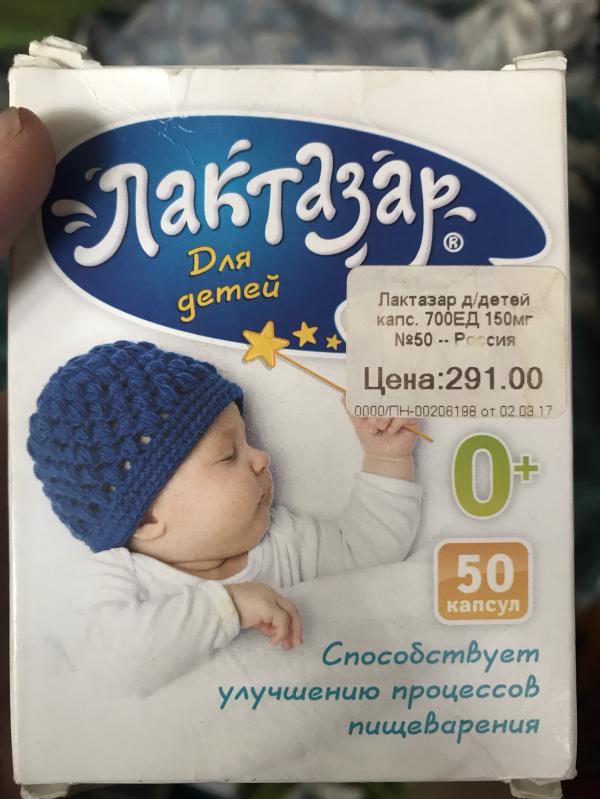 Лактазар®
Для
детей
Лактазар д/детей
капс. 700ЕД 150мг
№50 -- Россия
Цена:291.00
0000/ПН-00206198 от 02.03.17
0+
50
капсул
Способствует
улучшению процессов
пищеварения